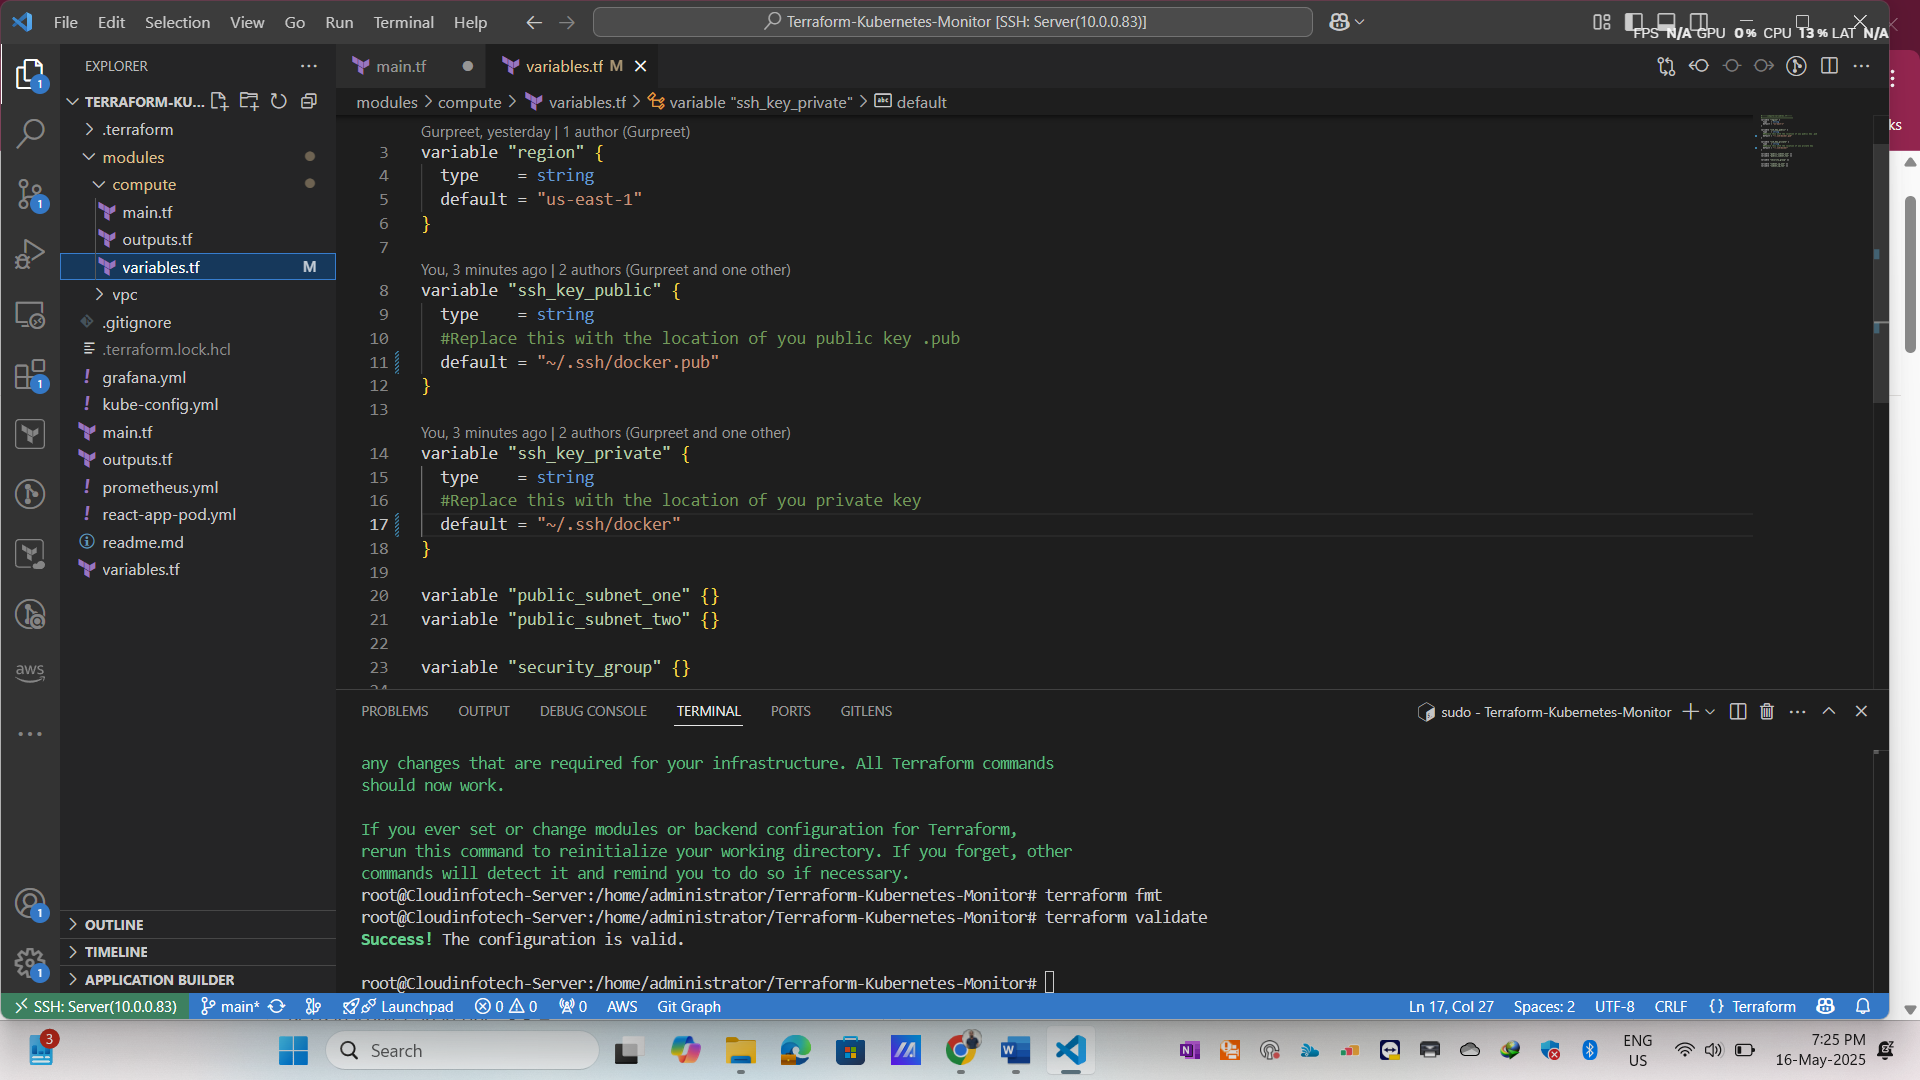 File Edit Selection View Go Run Terminal Help
Terraform-Kubernetes-Monitor [SSH: Server(10.0.0.83)]
FPS N/A GPU 0% CPU 13% LAT N/A
EXPLORER
TERRAFORM-KU...
.terraform
modules
compute
main.tf
outputs.tf
variables.tf M
vpc
.gitignore
.terraform.lock.hcl
grafana.yml
kube-config.yml
main.tf
outputs.tf
prometheus.yml
react-app-pod.yml
readme.md
variables.tf
OUTLINE
TIMELINE
APPLICATION BUILDER
1
1
1
aws
1
1
main.tf
variables.tf M
modules > compute > variables.tf > variable "ssh_key_private" > default
Gurpreet, yesterday | 1 author (Gurpreet)
3 variable "region" {
4 type = string
5 default = "us-east-1"
6 }
7
You, 3 minutes ago | 2 authors (Gurpreet and one other)
8 variable "ssh_key_public" {
9 type = string
10 #Replace this with the location of you public key .pub
11 default = "~/.ssh/docker.pub"
12 }
13
You, 3 minutes ago | 2 authors (Gurpreet and one other)
14 variable "ssh_key_private" {
15 type = string
16 #Replace this with the location of you private key
17 default = "~/.ssh/docker"
18 }
19
20 variable "public_subnet_one" {}
21 variable "public_subnet_two" {}
22
23 variable "security_group" {}
ks
PROBLEMS OUTPUT DEBUG CONSOLE TERMINAL PORTS GITLENS
sudo - Terraform-Kubernetes-Monitor
any changes that are required for your infrastructure. All Terraform commands
should now work.
If you ever set or change modules or backend configuration for Terraform,
rerun this command to reinitialize your working directory. If you forget, other
commands will detect it and remind you to do so if necessary.
root@Cloudinfotech-Server:/home/administrator/Terraform-Kubernetes-Monitor# terraform fmt
root@Cloudinfotech-Server:/home/administrator/Terraform-Kubernetes-Monitor# terraform validate
Success! The configuration is valid.
root@Cloudinfotech-Server:/home/administrator/Terraform-Kubernetes-Monitor#
SSH: Server(10.0.0.83) main* Launchpad 0 0 0 AWS Git Graph
Ln 17, Col 27 Spaces: 2 UTF-8 CRLF {} Terraform
3
Search
ENG
US
7:25 PM
16-May-2025